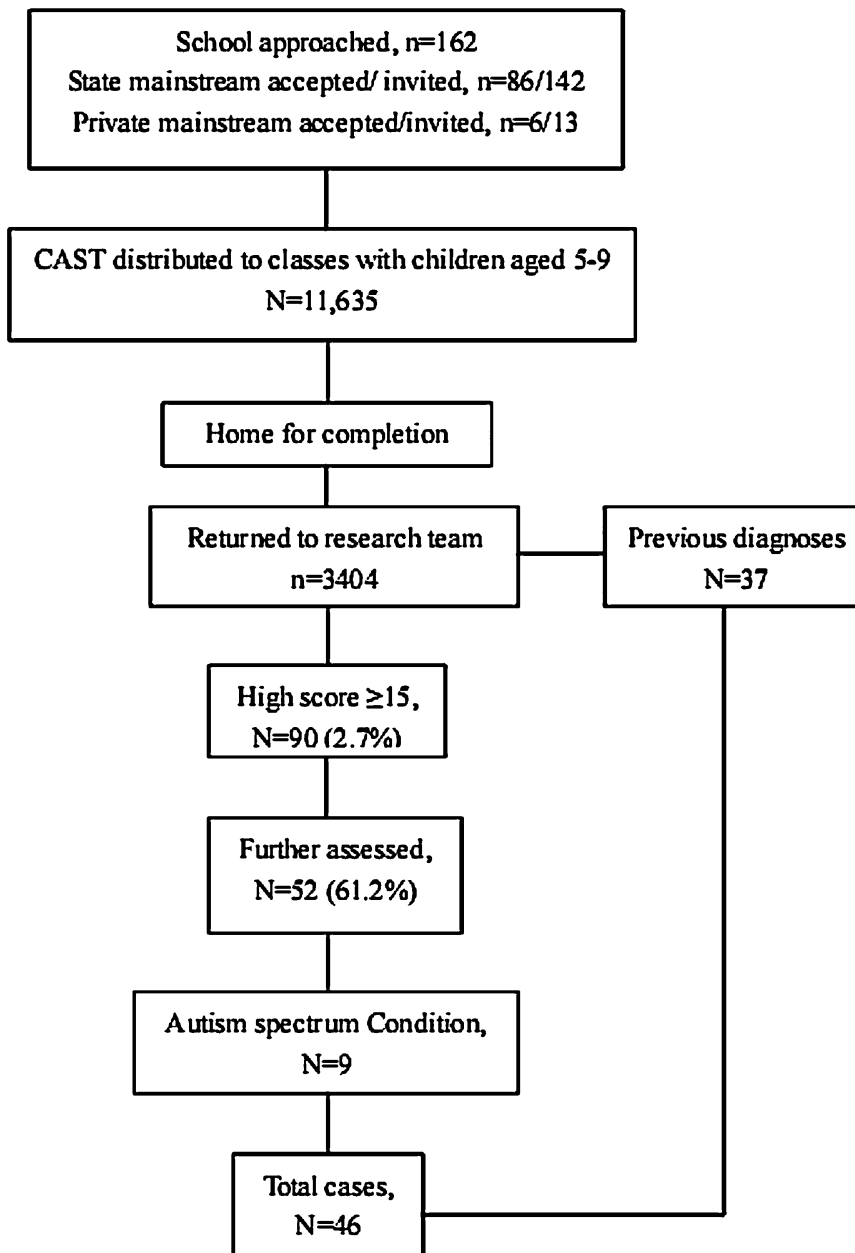 School approached, n=162
State mainstream accepted/ invited, n=86/142
Private mainstream accepted/invited, n=6/13
CAST distributed to classes with children aged 5-9
N=11,635
Home for completion
Returned to research team
n=3404
Previous diagnoses
N=37
High score ≥15,
N=90 (2.7%)
Further assessed,
N=52 (61.2%)
Autism spectrum Condition,
N=9
Total cases,
N=46